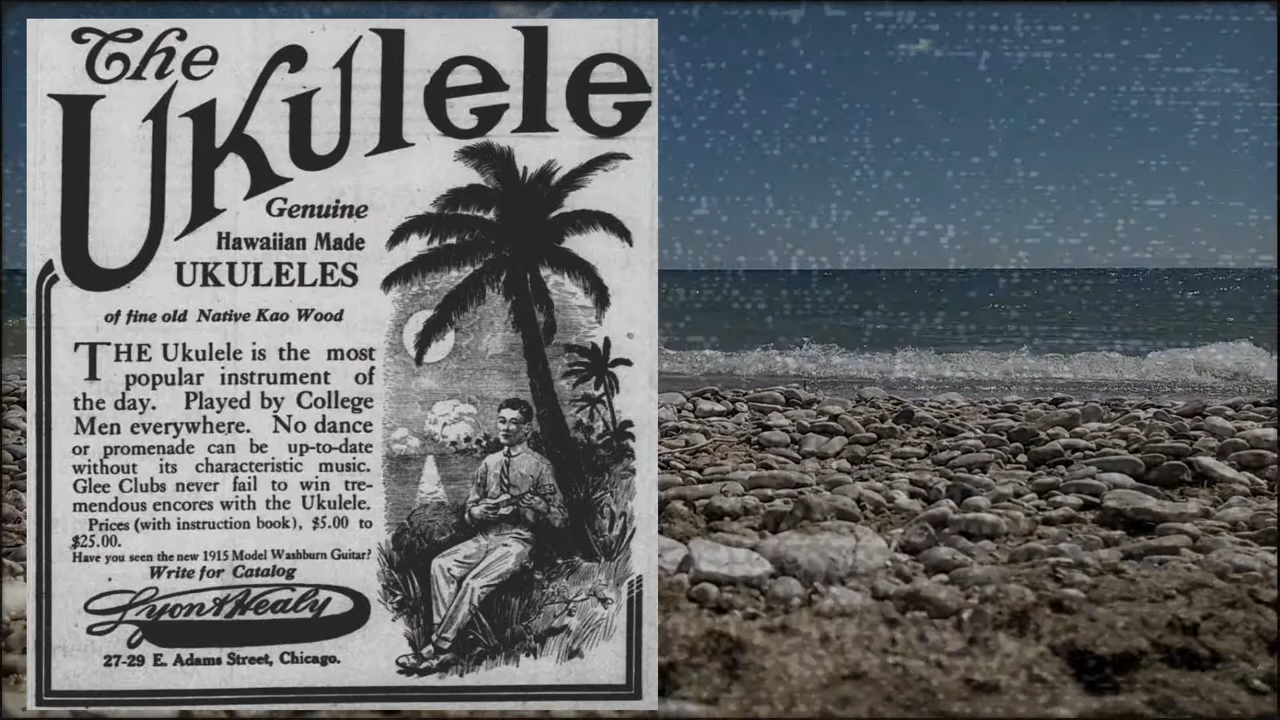 The
Ukulele
Genuine
Hawaiian Made
UKULELES
of fine old Native Kao Wood
THE Ukulele is the most
popular instrument of
the day. Played by College
Men everywhere. No dance
or promenade can be up-to-date
without its characteristic music.
Glee Clubs never fail to win tre-
mendous encores with the Ukulele.
Prices (with instruction book), $5.00 to
$25.00.
Have you seen the new 1915 Model Washburn Guitar?
Write for Catalog
Lyon & Healy
27-29 E. Adams Street, Chicago.